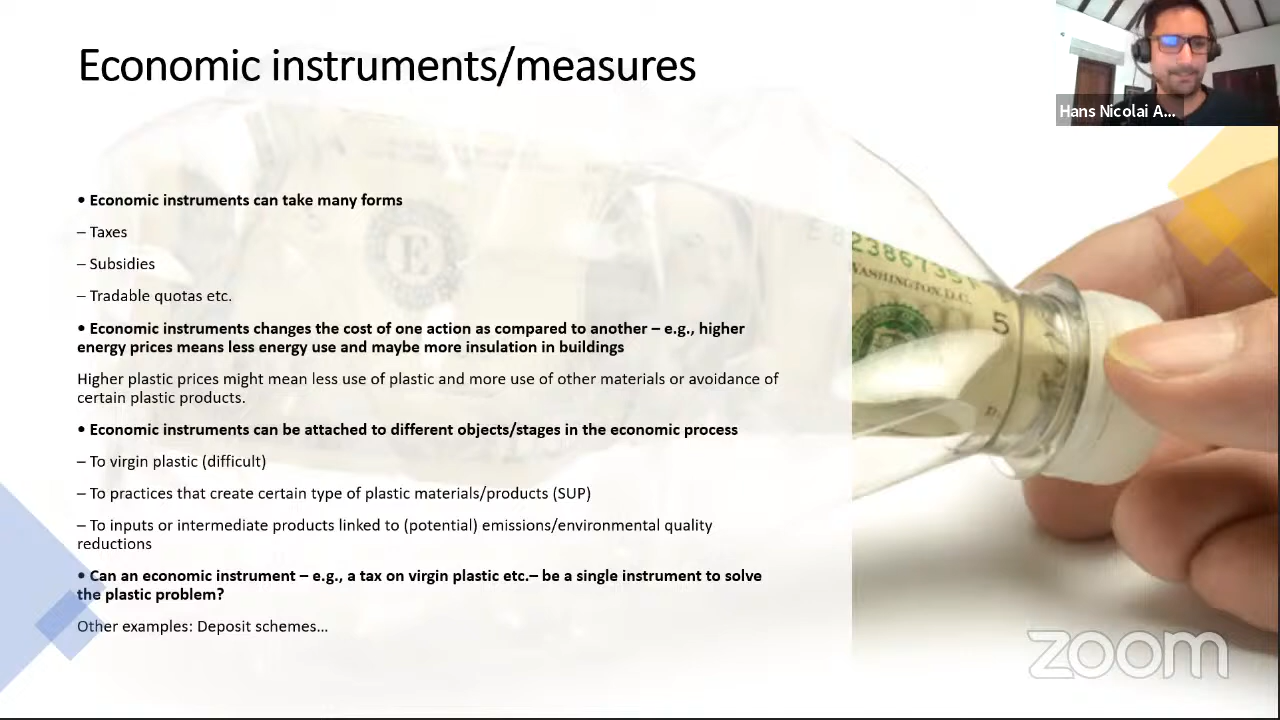 Economic instruments/measures
Hans Nicolai A...
• Economic instruments can take many forms
– Taxes
– Subsidies
– Tradable quotas etc.
• Economic instruments changes the cost of one action as compared to another – e.g., higher
energy prices means less energy use and maybe more insulation in buildings
Higher plastic prices might mean less use of plastic and more use of other materials or avoidance of
certain plastic products.
• Economic instruments can be attached to different objects/stages in the economic process
– To virgin plastic (difficult)
– To practices that create certain type of plastic materials/products (SUP)
– To inputs or intermediate products linked to (potential) emissions/environmental quality
reductions
• Can an economic instrument – e.g., a tax on virgin plastic etc.– be a single instrument to solve
the plastic problem?
Other examples: Deposit schemes...
WASHINGTON, D.C.
5
E
zoom